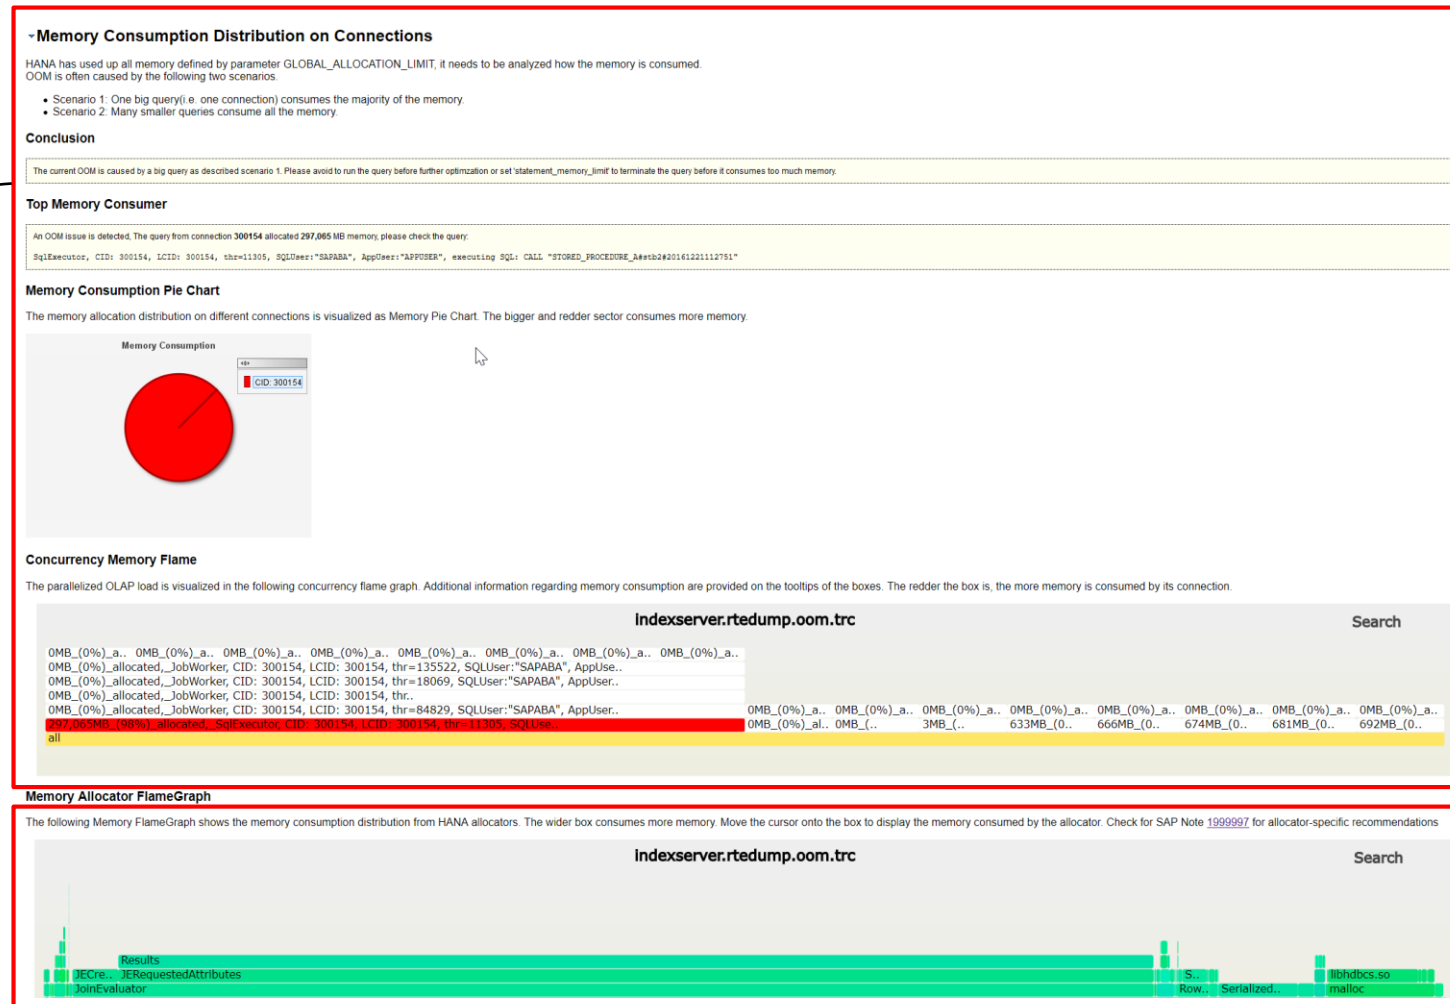 Memory Consumption Distribution on Connections
HANA has used up all memory defined by parameter GLOBAL_ALLOCATION_LIMIT, it needs to be analyzed how the memory is consumed.
OOM is often caused by the following two scenarios.
• Scenario 1: One big query(i.e. one connection) consumes the majority of the memory.
• Scenario 2: Many smaller queries consume all the memory.
Conclusion
The current OOM is caused by a big query as described scenario 1. Please avoid to run the query before further optimzation or set 'statement_memory_limit' to terminate the query before it consumes too much memory.
Top Memory Consumer
An OOM issue is detected, The query from connection 300154 allocated 297,065 MB memory, please check the query:
SqlExecutor, CID: 300154, LCID: 300154, thr=11305, SQLUser:"SAPABA", AppUser:"APPUSER", executing SQL: CALL "STORED_PROCEDURE_A#stb2#20161221112751"
Memory Consumption Pie Chart
The memory allocation distribution on different connections is visualized as Memory Pie Chart. The bigger and redder sector consumes more memory.
Memory Consumption
CID: 300154
Concurrency Memory Flame
The parallelized OLAP load is visualized in the following concurrency flame graph. Additional information regarding memory consumption are provided on the tooltips of the boxes. The redder the box is, the more memory is consumed by its connection.
indexserver.rtedump.oom.trc
Search
0MB_(0%)_a.. 0MB_(0%)_a.. 0MB_(0%)_a.. 0MB_(0%)_a.. 0MB_(0%)_a.. 0MB_(0%)_a.. 0MB_(0%)_a.. 0MB_(0%)_a..
0MB_(0%)_allocated,_JobWorker, CID: 300154, LCID: 300154, thr=135522, SQLUser:"SAPABA", AppUse..
0MB_(0%)_allocated,_JobWorker, CID: 300154, LCID: 300154, thr=18069, SQLUser:"SAPABA", AppUser..
0MB_(0%)_allocated,_JobWorker, CID: 300154, LCID: 300154, thr..
0MB_(0%)_allocated,_JobWorker, CID: 300154, LCID: 300154, thr=84829, SQLUser:"SAPABA", AppUser.. 0MB_(0%)_a.. 0MB_(0%)_a.. 0MB_(0%)_a.. 0MB_(0%)_a.. 0MB_(0%)_a.. 0MB_(0%)_a.. 0MB_(0%)_a.. 0MB_(0%)_a..
297,065MB_(98%)_allocated,_SqlExecutor, CID: 300154, LCID: 300154, thr=11305, SQLUse.. 0MB_(0%)_al.. 0MB_(.. 3MB_(.. 633MB_(0.. 666MB_(0.. 674MB_(0.. 681MB_(0.. 692MB_(0..
all
Memory Allocator FlameGraph
The following Memory FlameGraph shows the memory consumption distribution from HANA allocators. The wider box consumes more memory. Move the cursor onto the box to display the memory consumed by the allocator. Check for SAP Note 1999997 for allocator-specific recommendations
indexserver.rtedump.oom.trc
Search
Results
JECre.. JERequestedAttributes S.. libhdbcs.so
JoinEvaluator Row.. Serialized.. malloc